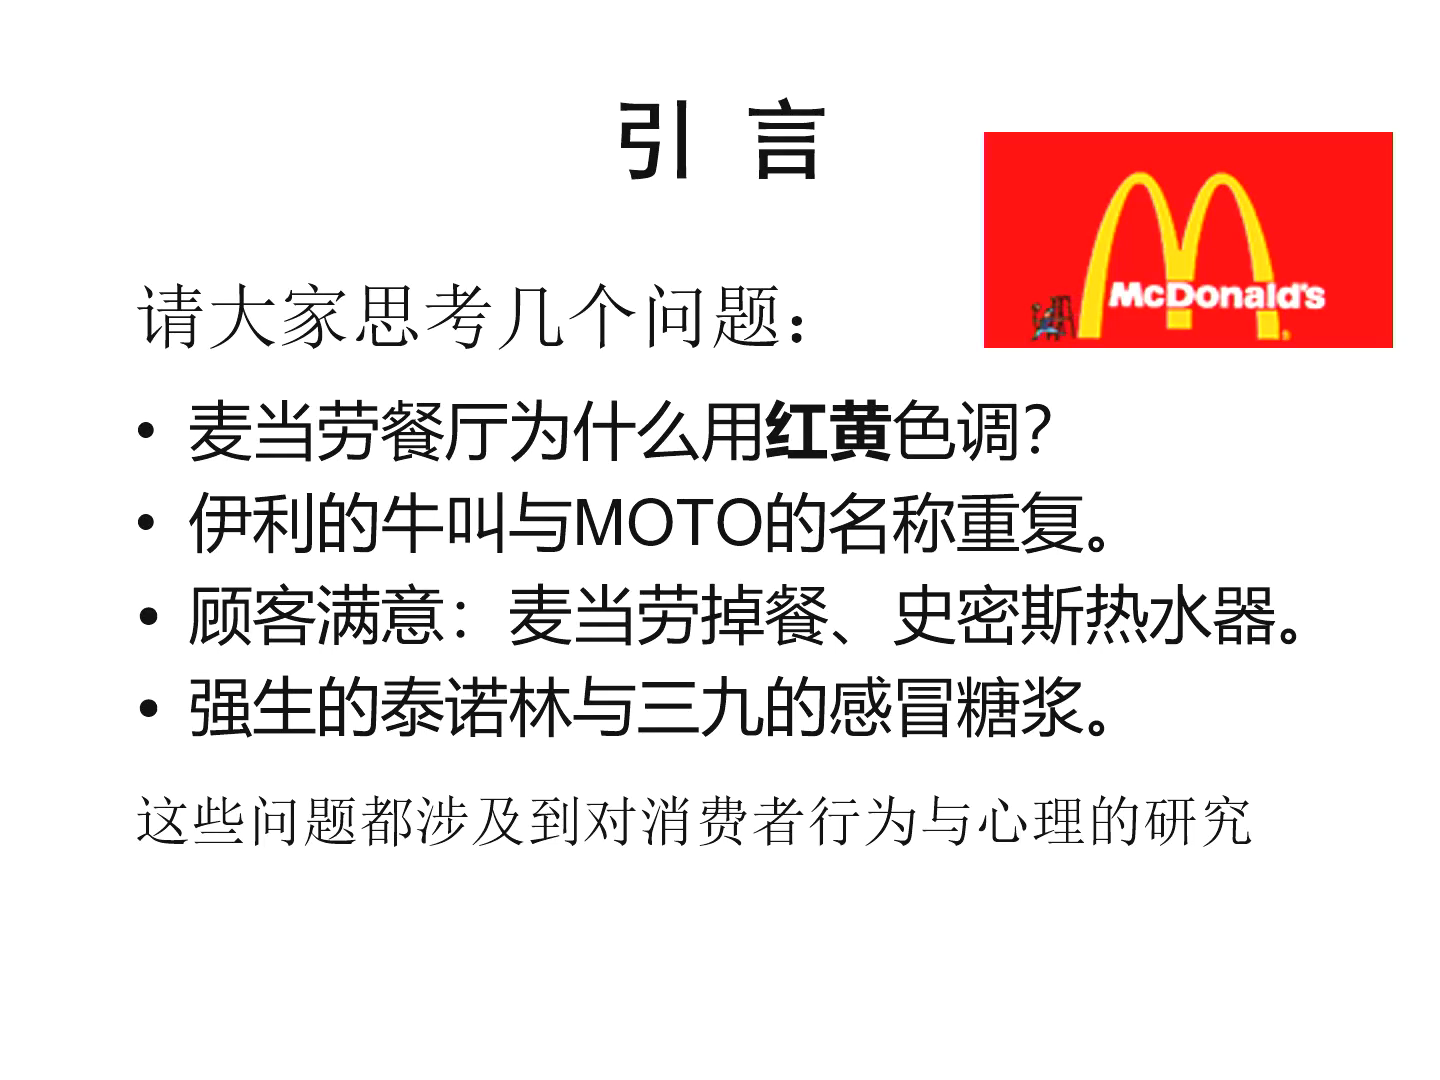 引 言
McDonald's
请大家思考几个问题：
• 麦当劳餐厅为什么用红黄色调？
• 伊利的牛叫与MOTO的名称重复。
• 顾客满意：麦当劳掉餐、史密斯热水器。
• 强生的泰诺林与三九的感冒糖浆。
这些问题都涉及到对消费者行为与心理的研究